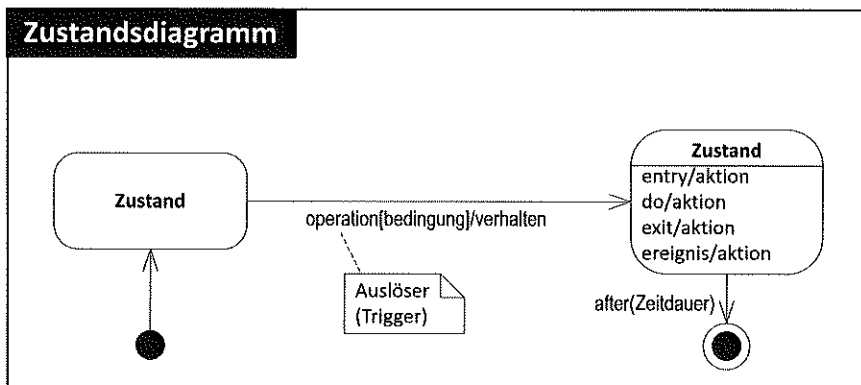 Zustandsdiagramm
Zustand
operation[bedingung]/verhalten
Auslöser
(Trigger)
Zustand
entry/aktion
do/aktion
exit/aktion
ereignis/aktion
after(Zeitdauer)